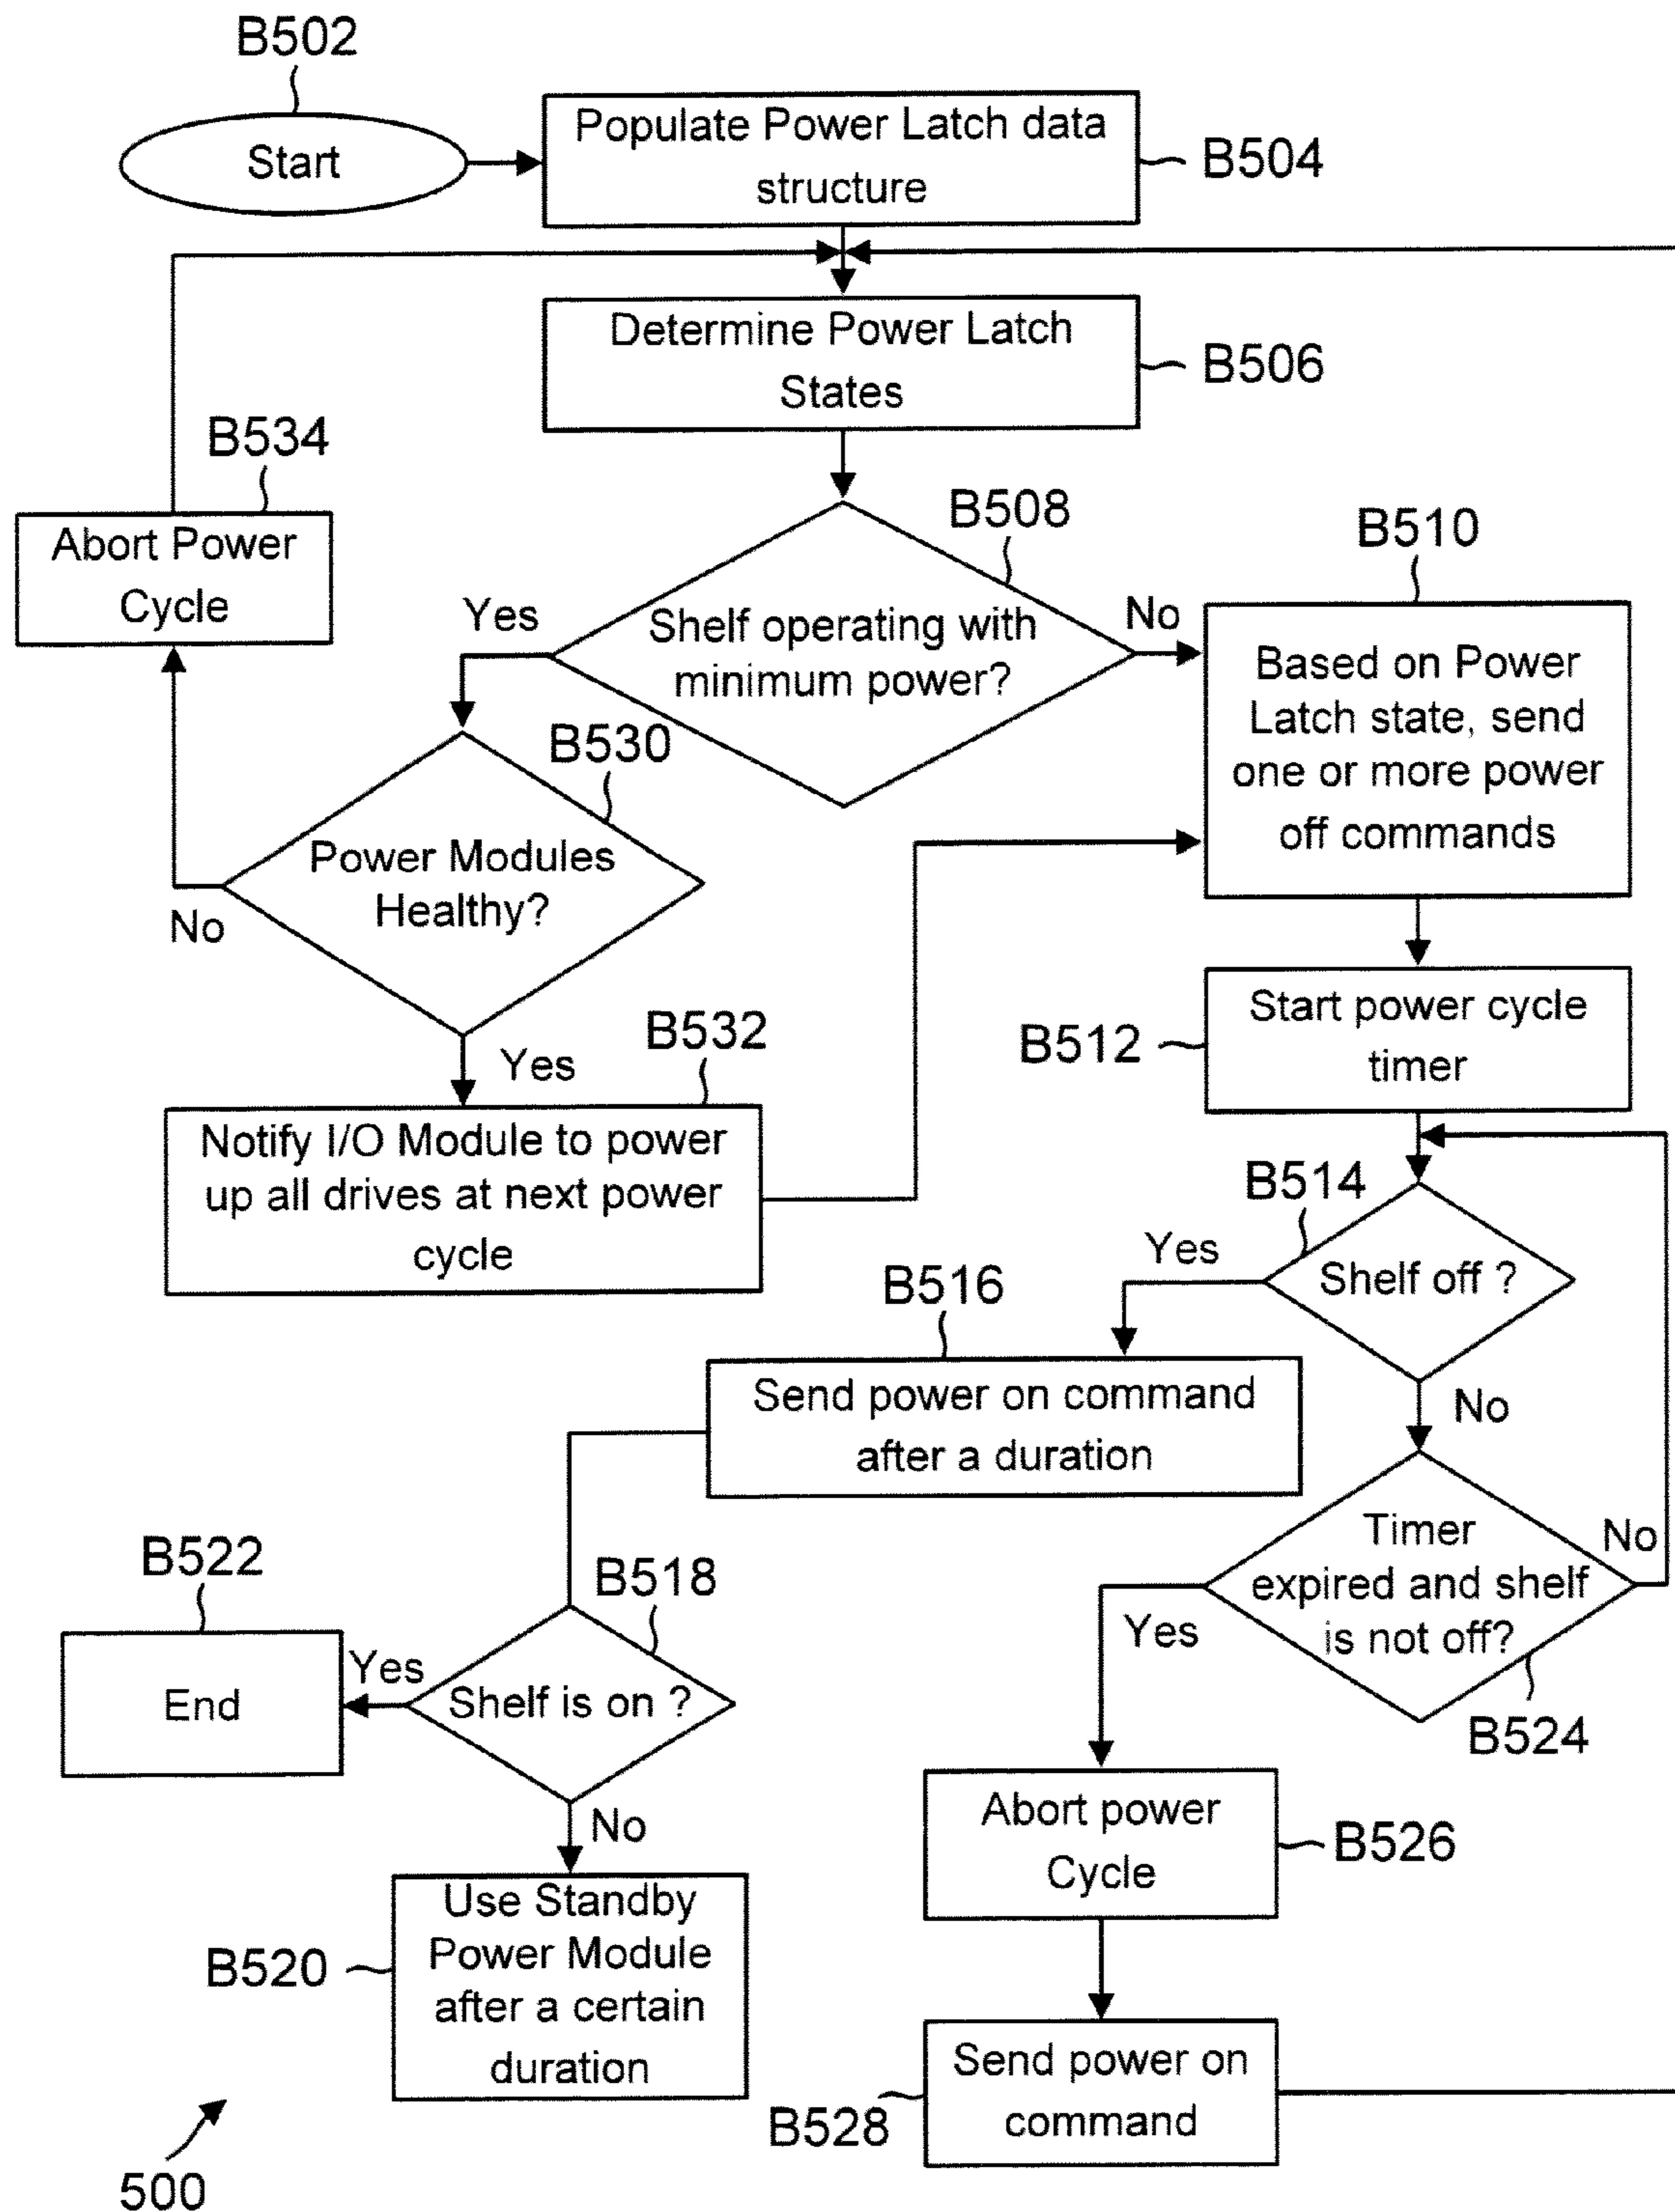 B502
Start
Populate Power Latch data
structure
B504
Determine Power Latch
States
B506
B534
Abort Power
Cycle
B508
Shelf operating with
minimum power?
Yes
No
B510
Based on Power
Latch state, send
one or more power
off commands
B530
Power Modules
Healthy?
No
Yes
B512
Start power cycle
timer
B532
Notify I/O Module to power
up all drives at next power
cycle
B514
Shelf off ?
Yes
No
B516
Send power on command
after a duration
Timer
expired and shelf
is not off?
No
Yes
B524
B522
End
B518
Yes
Shelf is on ?
No
Abort power
Cycle
B526
Use Standby
Power Module
after a certain
duration
B520
Send power on
command
B528
500